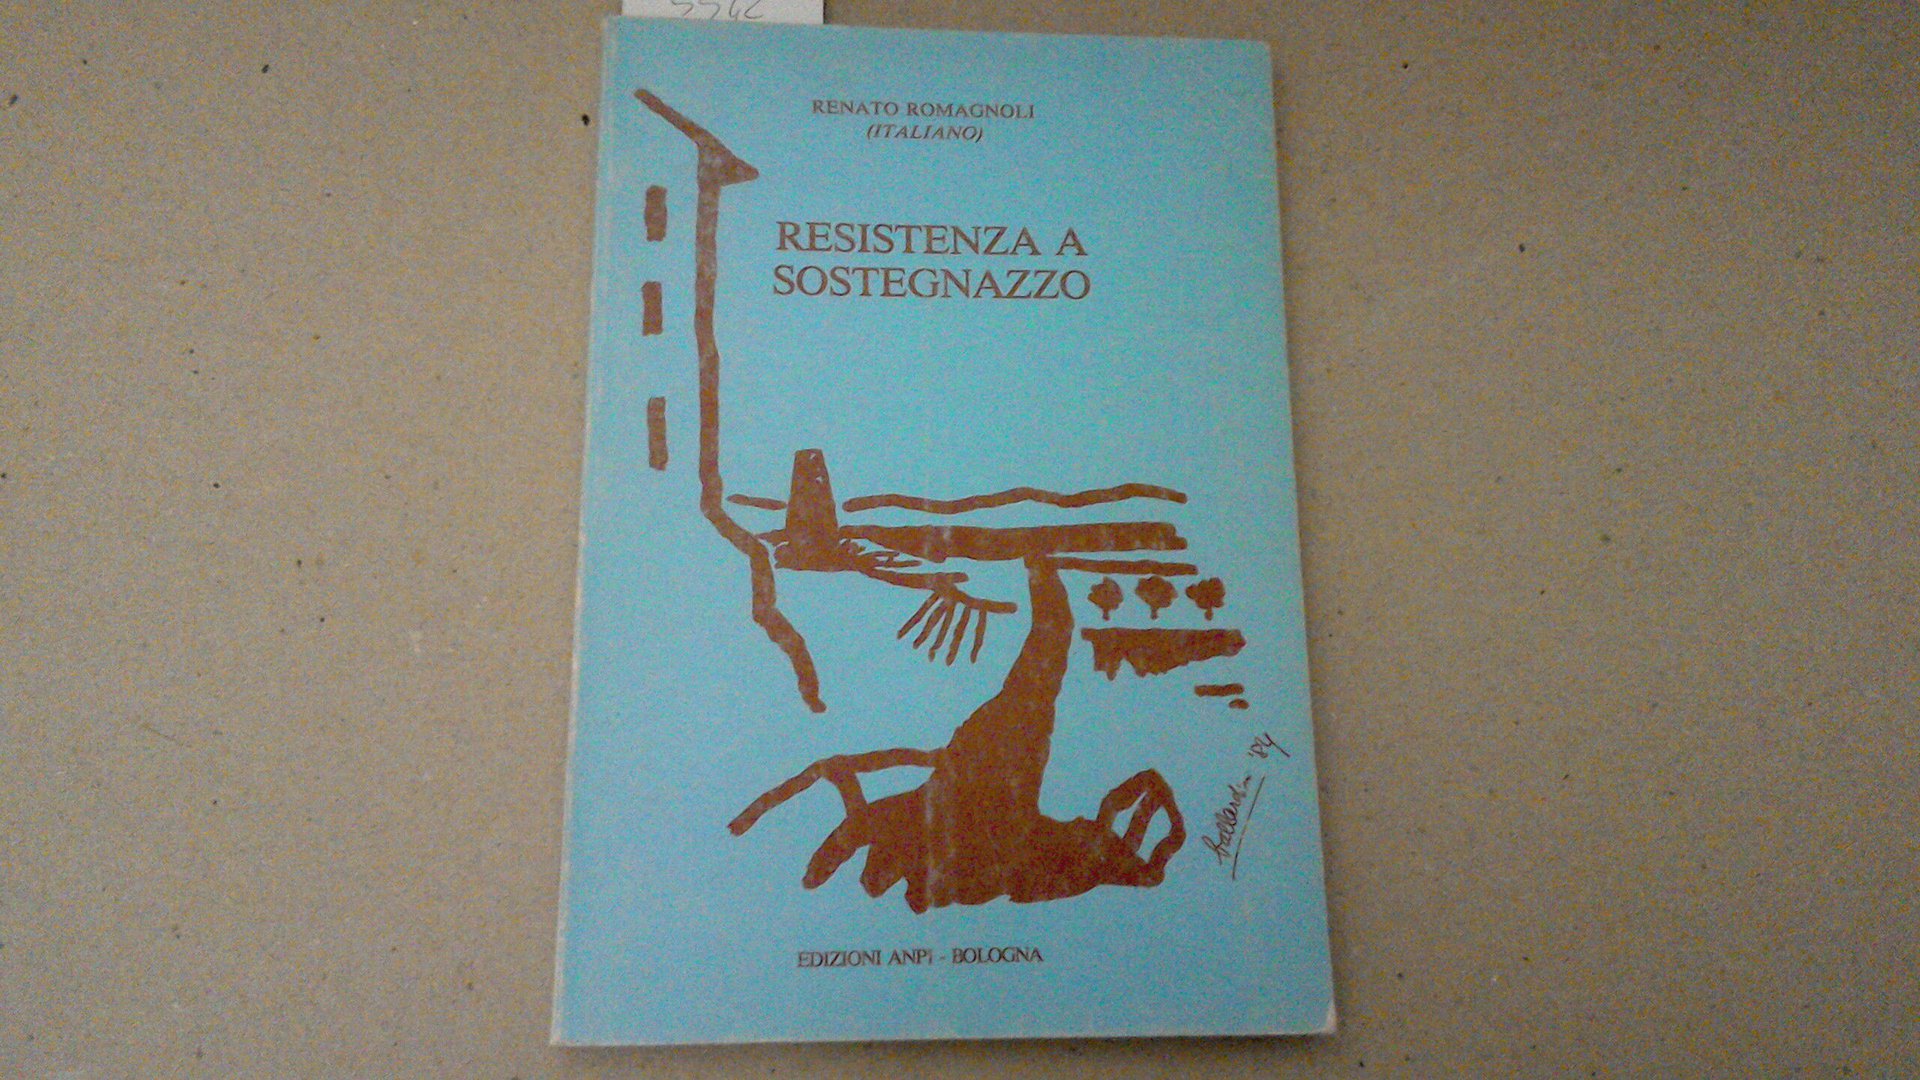 RENATO ROMAGNOLI
(ITALIANO)
RESISTENZA A
SOSTEGNAZZO
'84
EDIZIONI ANPI - BOLOGNA